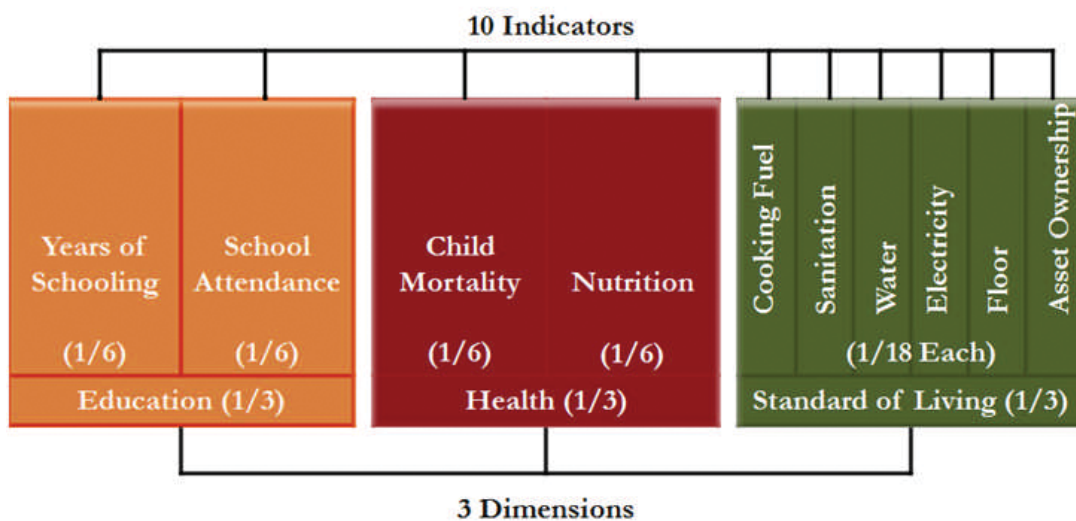 10 Indicators
Years of
Schooling
(1/6)
School
Attendance
(1/6)
Education (1/3)
Child
Mortality
(1/6)
Nutrition
(1/6)
Health (1/3)
Cooking Fuel
Sanitation
Water
Electricity
Floor
Asset Ownership
(1/18 Each)
Standard of Living (1/3)
3 Dimensions